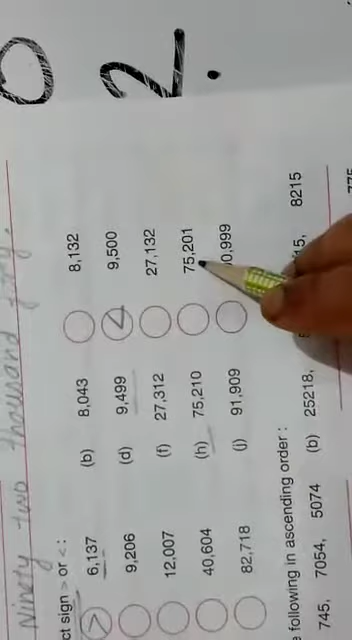 2.
Ninety two thousand
ct sign > or < :
> 6,137 (b) 8,043 8,132
9,206 (d) 9,499 < 9,500
12,007 (f) 27,312 27,132
40,604 (h) 75,210 75,201
82,718 (j) 91,909 0,999
following in ascending order :
745, 7054, 5074 (b) 25218, 15, 8215